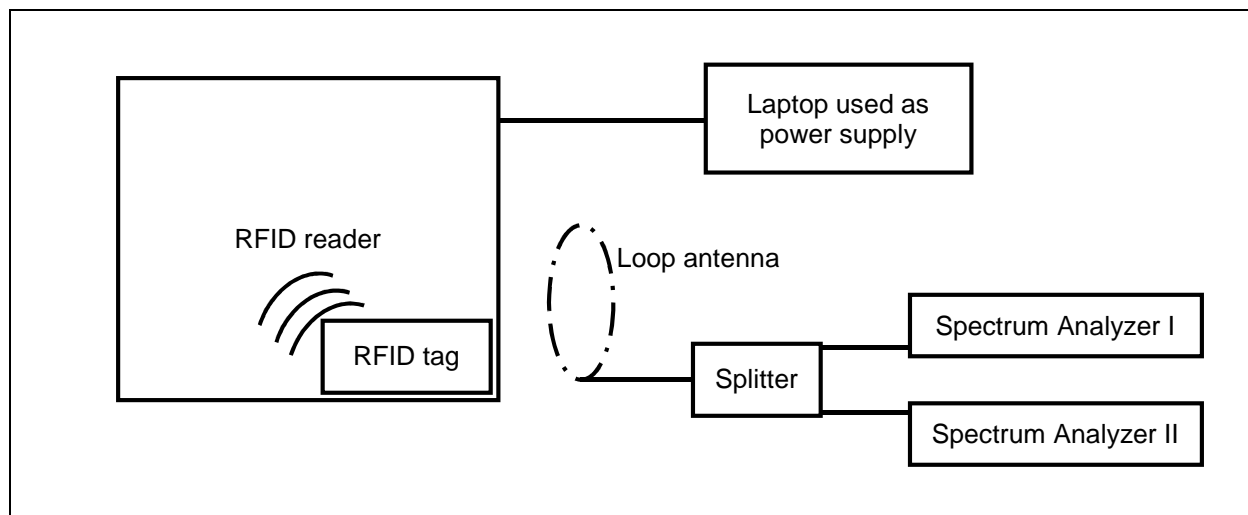 Laptop used as
power supply
RFID reader
Loop antenna
RFID tag
Splitter
Spectrum Analyzer I
Spectrum Analyzer II